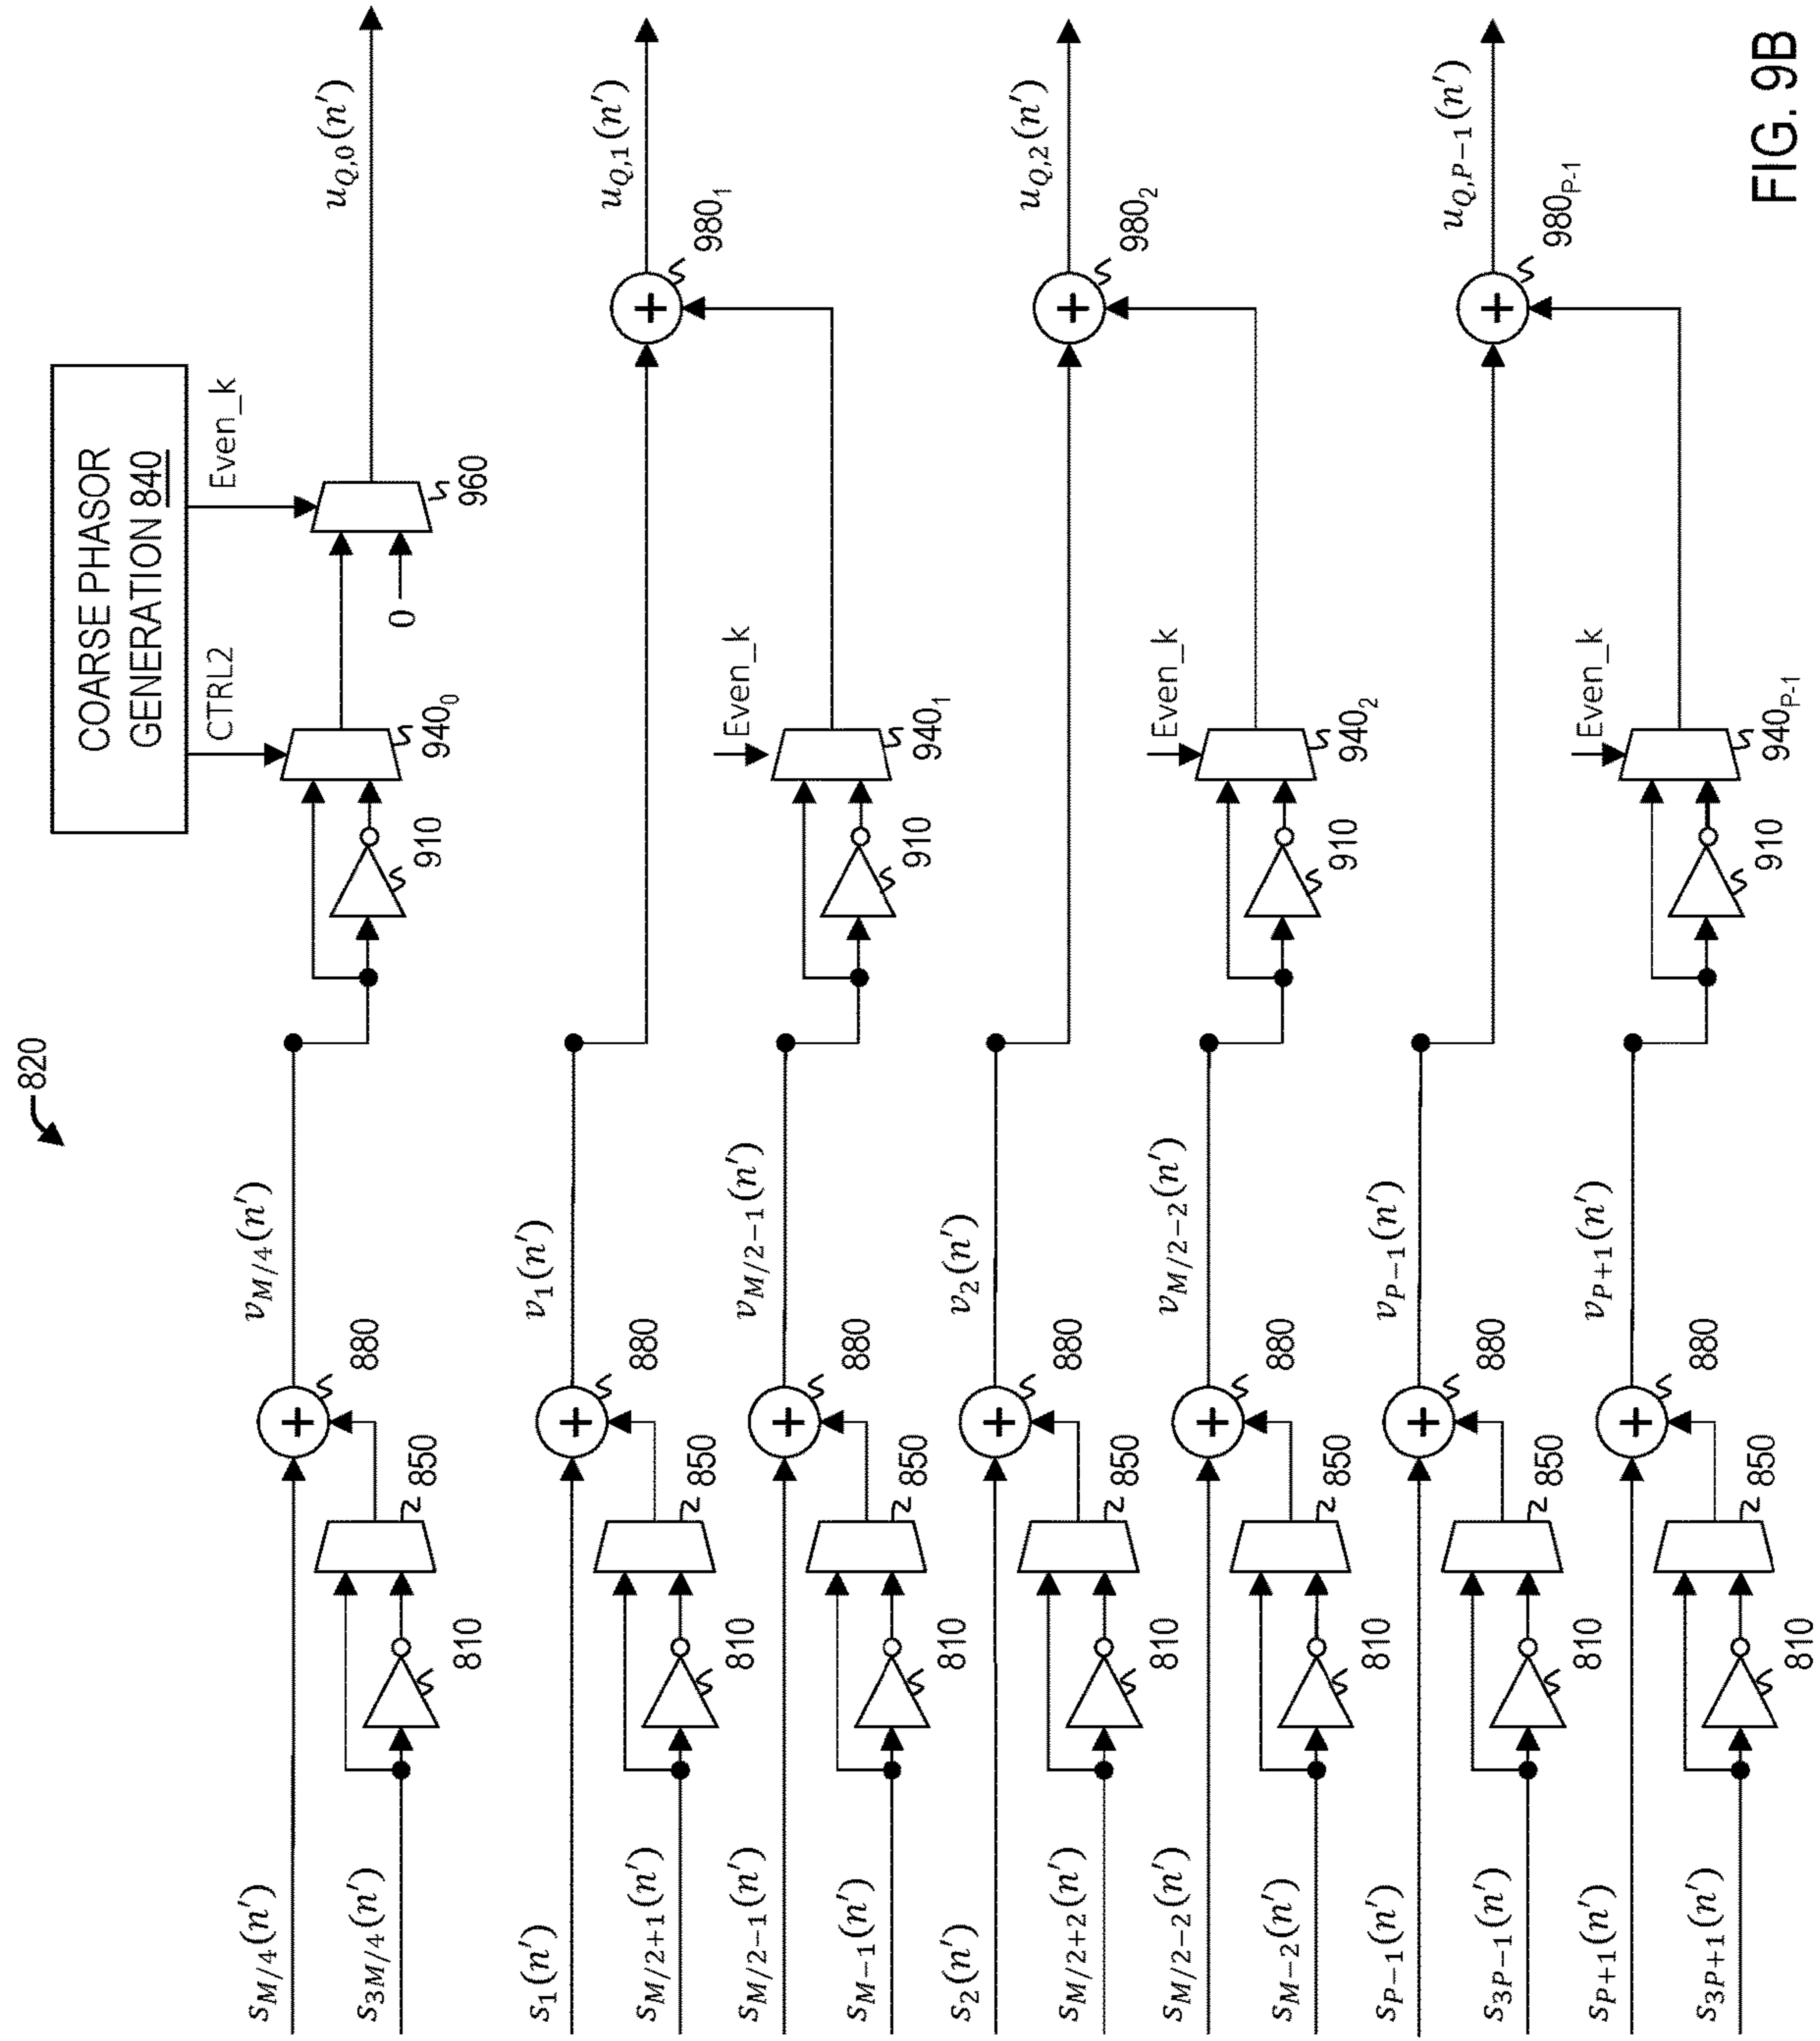 820
COARSE PHASOR
GENERATION 840
CTRL2
Even_k
s_{M/4}(n′)
v_{M/4}(n′)
u_{Q,0}(n′)
880
s_{3M/4}(n′)
810
850
910
940_0
0
960
s_1(n′)
v_1(n′)
u_{Q,1}(n′)
880
980_1
s_{M/2+1}(n′)
810
850
Even_k
s_{M/2−1}(n′)
v_{M/2−1}(n′)
880
s_{M−1}(n′)
810
850
910
940_1
s_2(n′)
v_2(n′)
u_{Q,2}(n′)
880
980_2
s_{M/2+2}(n′)
810
850
Even_k
s_{M/2−2}(n′)
v_{M/2−2}(n′)
880
s_{M−2}(n′)
810
850
910
940_2
s_{P−1}(n′)
v_{P−1}(n′)
u_{Q,P−1}(n′)
880
980_{P-1}
s_{3P−1}(n′)
810
850
Even_k
s_{P+1}(n′)
v_{P+1}(n′)
880
s_{3P+1}(n′)
810
850
910
940_{P-1}
FIG. 9B